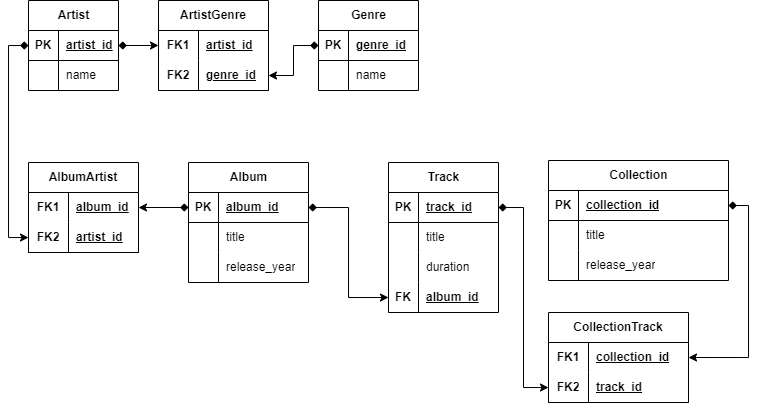 Artist
PK artist_id
name
ArtistGenre
FK1 artist_id
FK2 genre_id
Genre
PK genre_id
name
AlbumArtist
FK1 album_id
FK2 artist_id
Album
PK album_id
title
release_year
Track
PK track_id
title
duration
FK album_id
Collection
PK collection_id
title
release_year
CollectionTrack
FK1 collection_id
FK2 track_id